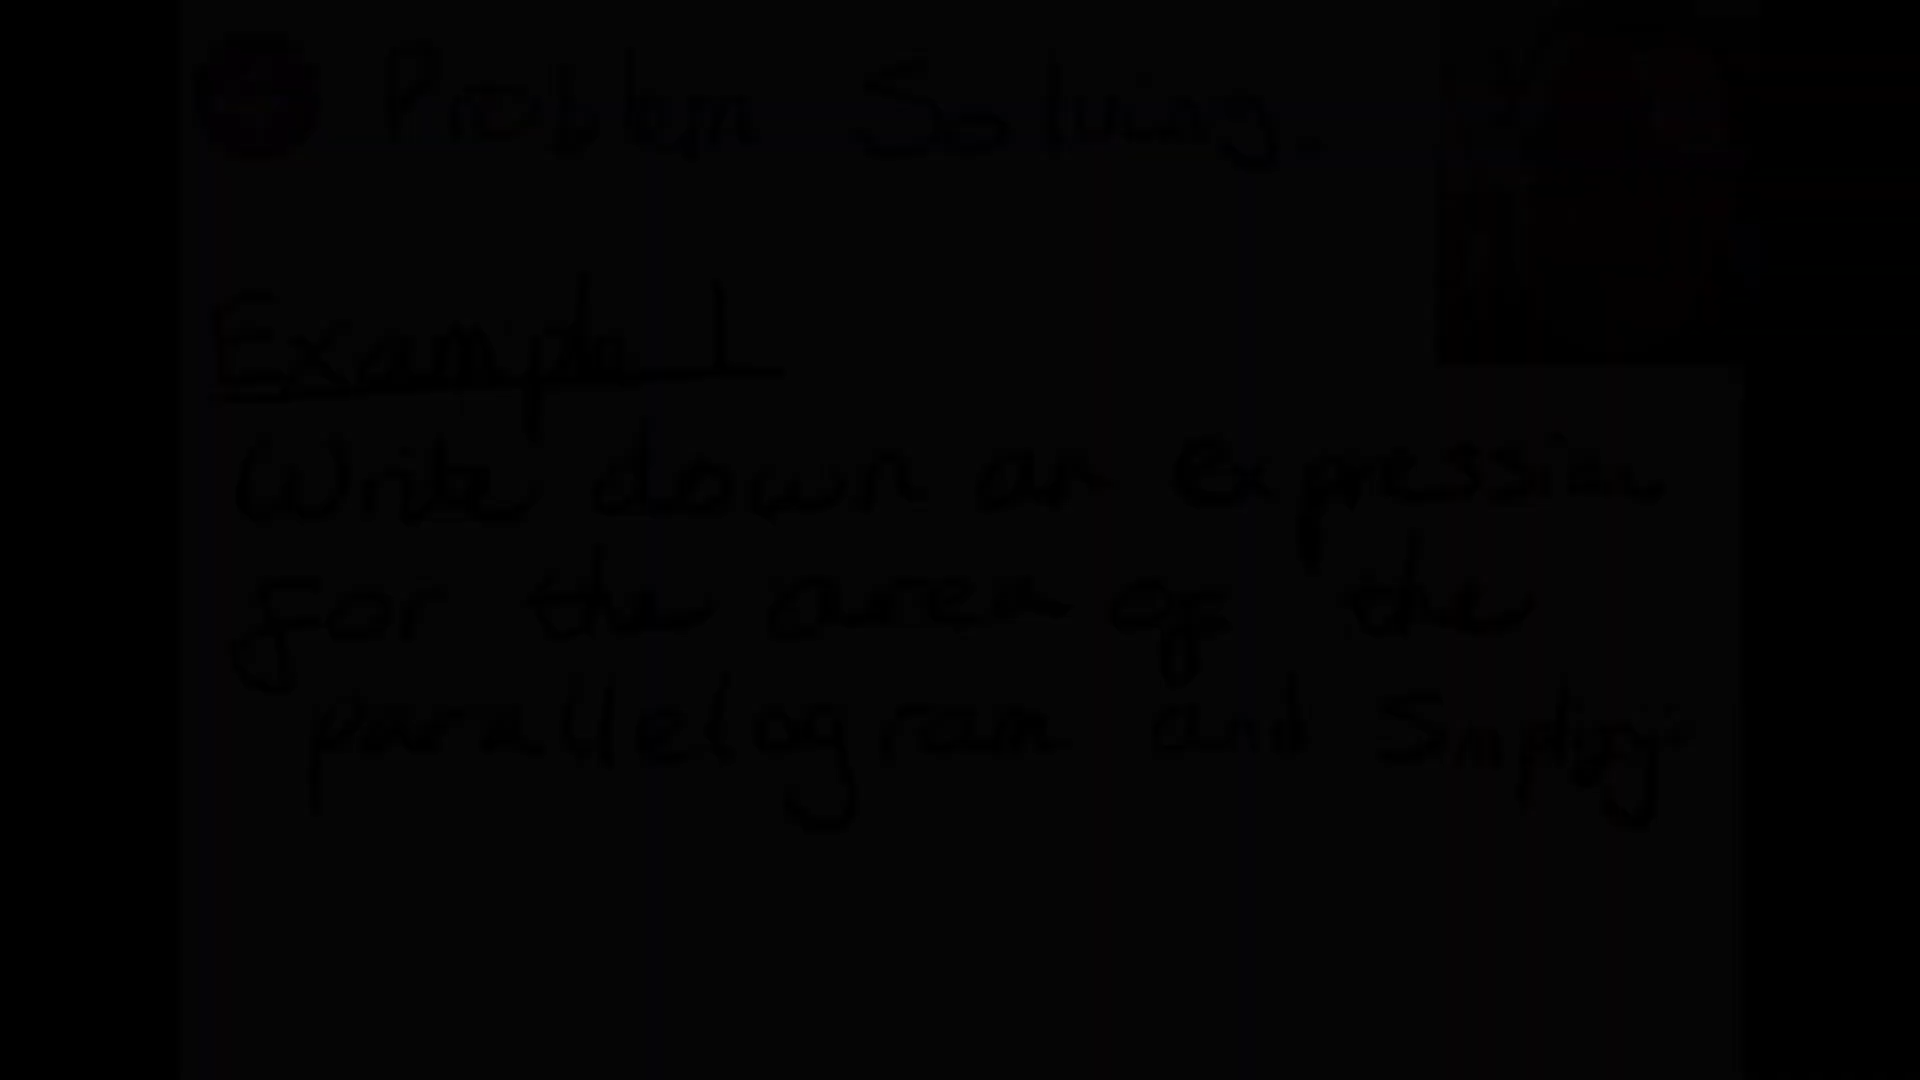 Problem Solving.
Example 1
Write down an expression
for the area of the
parallelogram and Simplify.